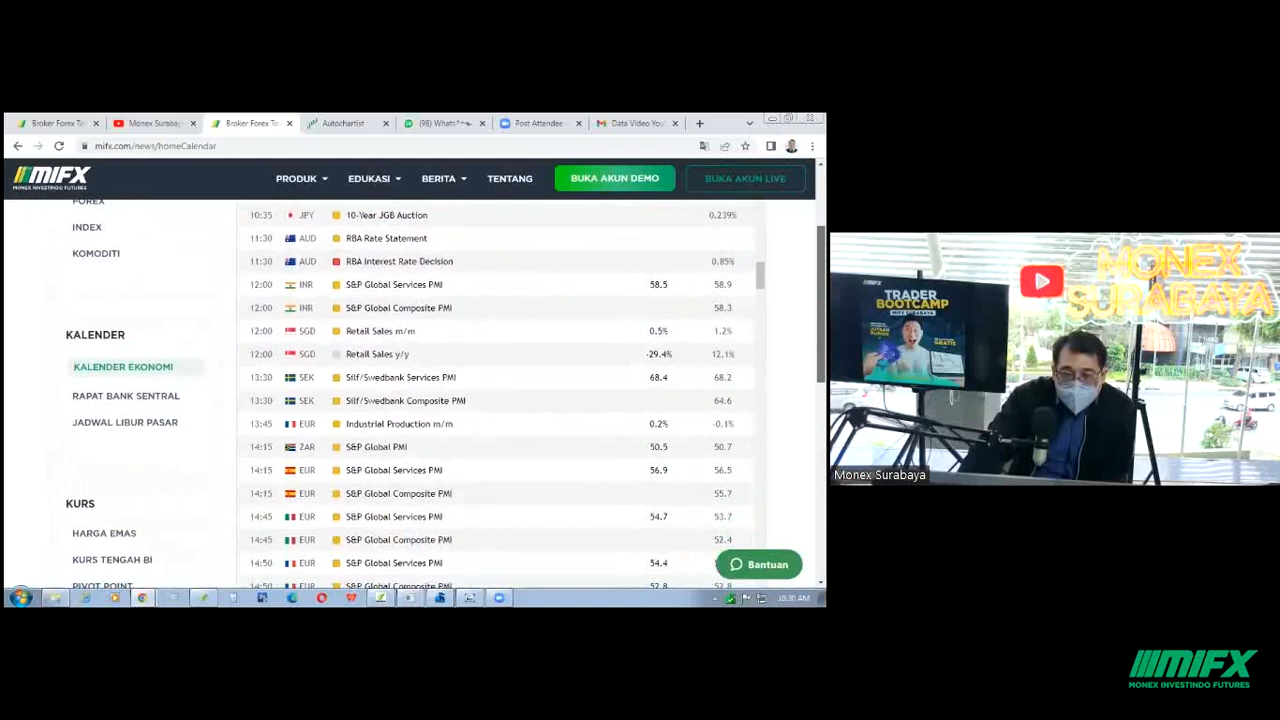 Broker Forex Te
Monex Surabay
Broker Forex Te
Autochartist
Post Attendee -
Data Video You
mifx.com/news/homeCalendar
MIFX
MONEX INVESTINDO FUTURES
PRODUK
EDUKASI
BERITA
TENTANG
BUKA AKUN DEMO
BUKA AKUN LIVE
FOREX
INDEX
KOMODITI
KALENDER
KALENDER EKONOMI
RAPAT BANK SENTRAL
JADWAL LIBUR PASAR
KURS
HARGA EMAS
KURS TENGAH BI
PIVOT POINT
10:35 JPY 10-Year JGB Auction 0.239%
11:30 AUD RBA Rate Statement
11:30 AUD RBA Interest Rate Decision 0.85%
12:00 INR S&P Global Services PMI 58.5 58.9
12:00 INR S&P Global Composite PMI 58.3
12:00 SGD Retail Sales m/m 0.5% 1.2%
12:00 SGD Retail Sales y/y -29.4% 12.1%
13:30 SEK Silf/Swedbank Services PMI 68.4 68.2
13:30 SEK Silf/Swedbank Composite PMI 64.6
13:45 EUR Industrial Production m/m 0.2% -0.1%
14:15 ZAR S&P Global PMI 50.5 50.7
14:15 EUR S&P Global Services PMI 56.9 56.5
14:15 EUR S&P Global Composite PMI 55.7
14:45 EUR S&P Global Services PMI 54.7 53.7
14:45 EUR S&P Global Composite PMI 52.4
14:50 EUR S&P Global Services PMI 54.4
14:50 EUR S&P Global Composite PMI 52.8 57.8
Bantuan
10:30 AM
MONEX
SURABAYA
MIFX
TRADER
BOOTCAMP
MIFX SURABAYA
JUTAAN
RUPIAH
GRATIS
Monex Surabaya
MIFX
MONEX INVESTINDO FUTURES